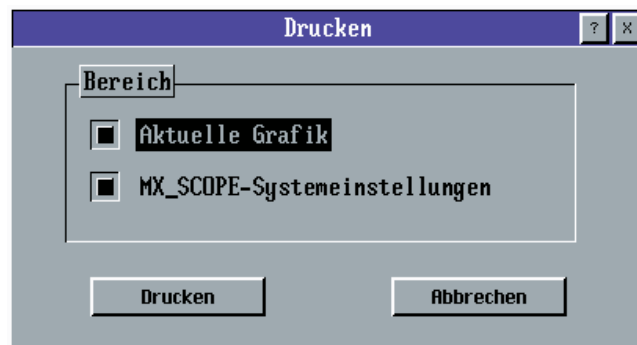 Drucken ? X
Bereich
Aktuelle Grafik
MX_SCOPE-Systemeinstellungen
Drucken Abbrechen